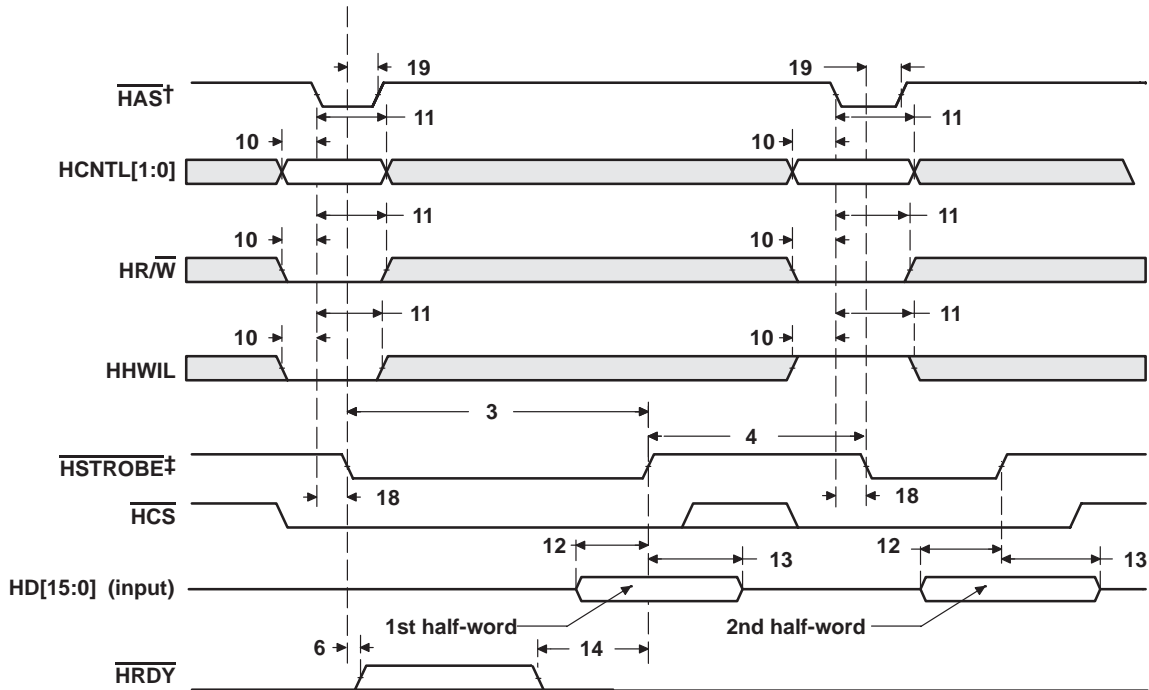 19 19
HAS†
11 11
10 10
HCNTL[1:0]
11 11
10 10
HR/W
11 11
10 10
HHWIL
3
4
HSTROBE‡
18 18
HCS
12 12
13 13
HD[15:0] (input)
1st half-word 2nd half-word
6 14
HRDY